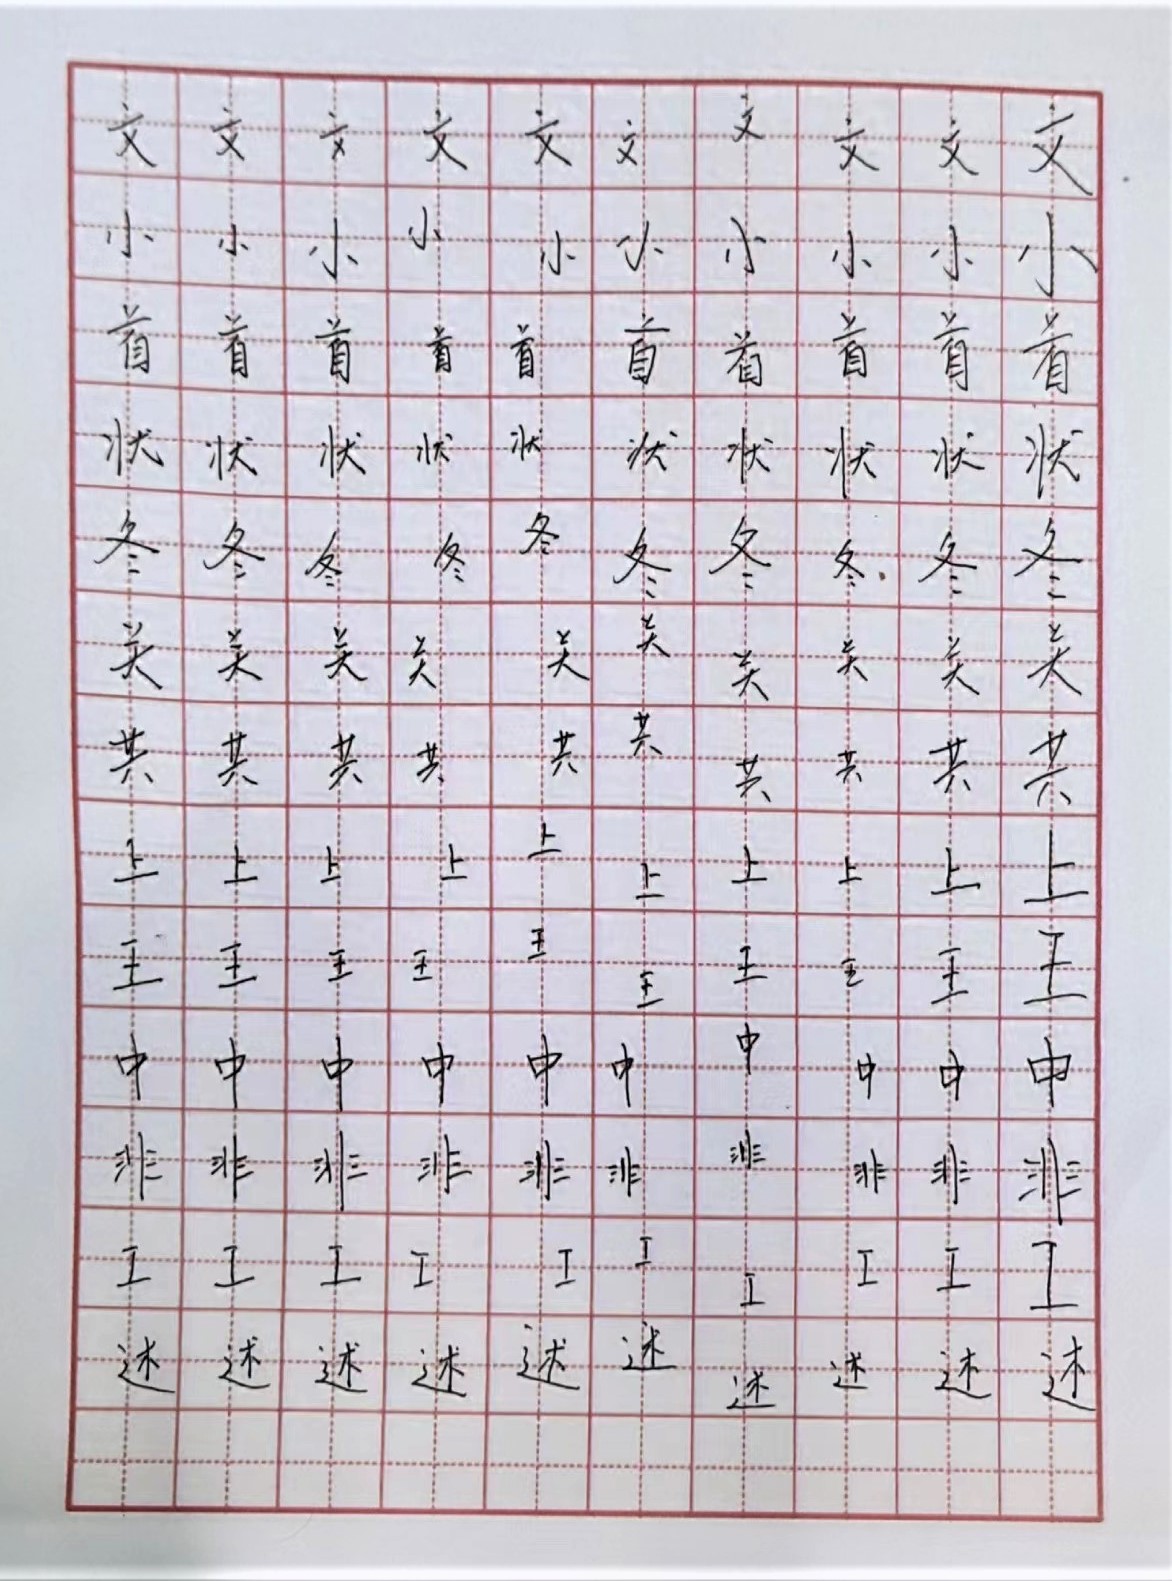 文文文文文文文文文文
小小小小小小小小小小
首首首首首首首首首首
状状状状状状状状状状
冬冬冬冬冬冬冬冬冬冬
关关关关关关关关关关
共共共共共共共共共共
上上上上上上上上上上
王王王王王王王王王王
中中中中中中中中中中
非非非非非非非非非非
工工工工工工工工工工
述述述述述述述述述述